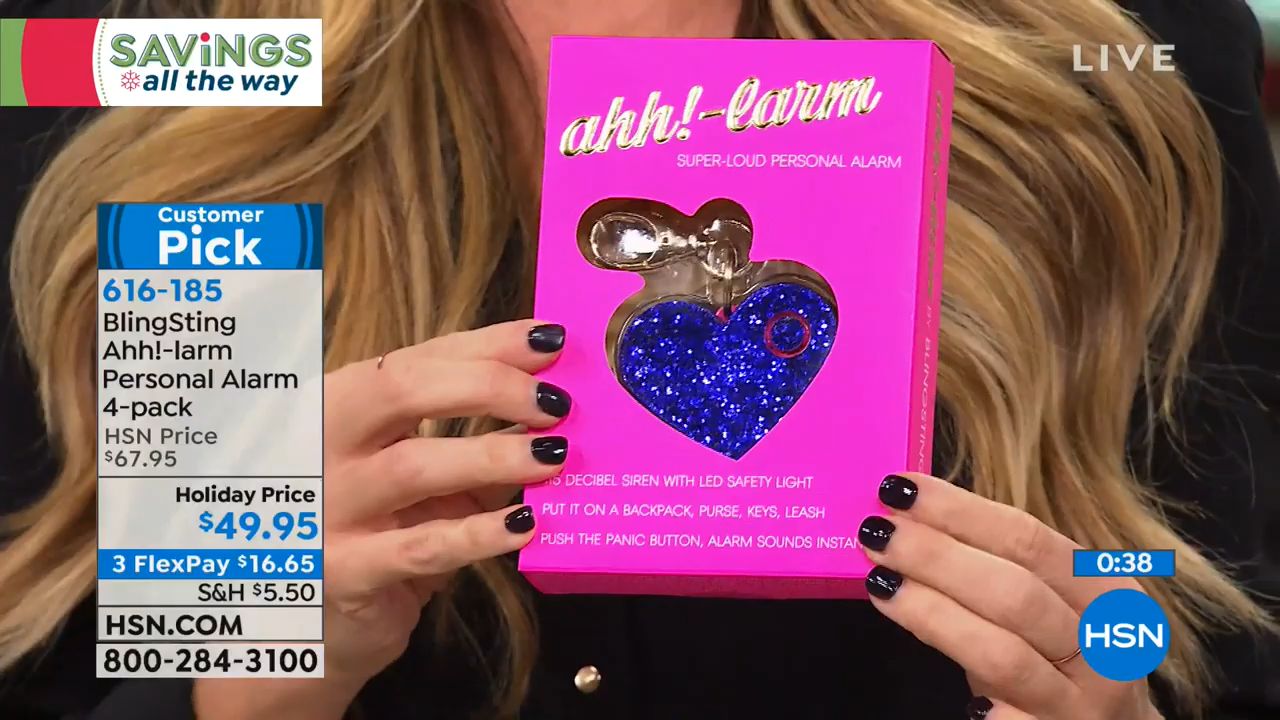 SAVINGS
all the way
LIVE
Customer
Pick
616-185
BlingSting
Ahh!-larm
Personal Alarm
4-pack
HSN Price
$67.95
Holiday Price
$49.95
3 FlexPay $16.65
S&H $5.50
HSN.COM
800-284-3100
ahh!-larm
SUPER-LOUD PERSONAL ALARM
DECIBEL SIREN WITH LED SAFETY LIGHT
PUT IT ON A BACKPACK, PURSE, KEYS, LEASH
PUSH THE PANIC BUTTON, ALARM SOUNDS
BY BLINGSTING
0:38
HSN